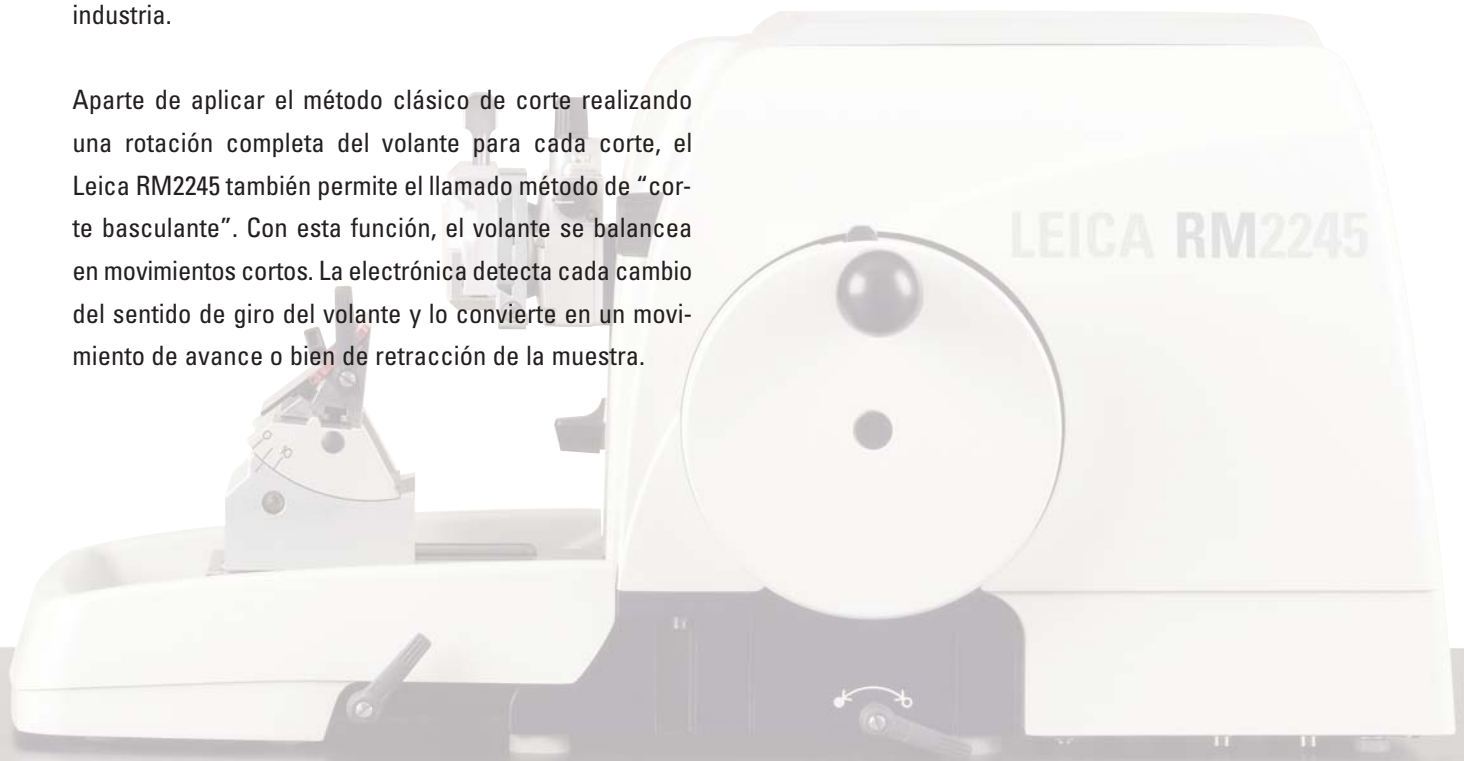 industria.
Aparte de aplicar el método clásico de corte realizando
una rotación completa del volante para cada corte, el
Leica RM2245 también permite el llamado método de “cor-
te basculante”. Con esta función, el volante se balancea
en movimientos cortos. La electrónica detecta cada cambio
del sentido de giro del volante y lo convierte en un movi-
miento de avance o bien de retracción de la muestra.
LEICA RM2245
0
10